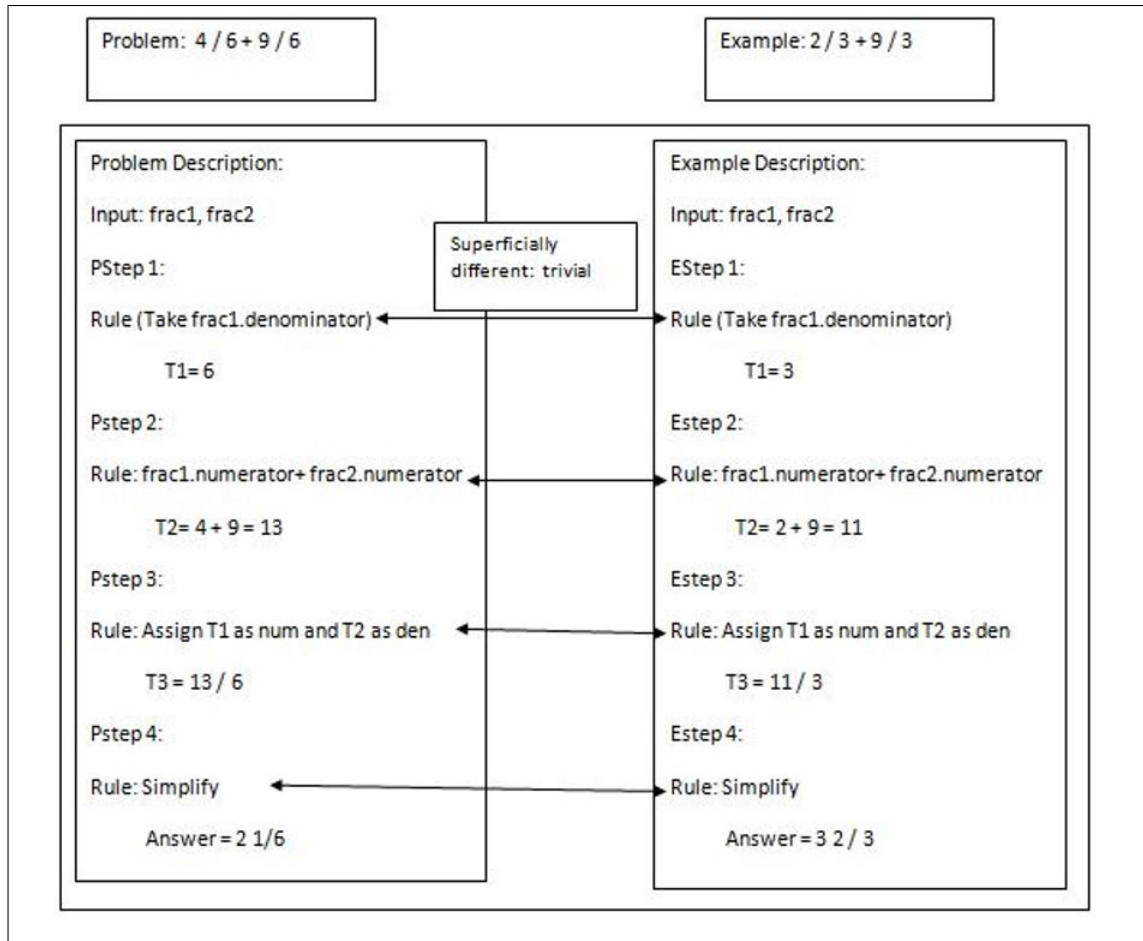 Problem: 4 / 6 + 9 / 6
Example: 2 / 3 + 9 / 3
Problem Description:
Input: frac1, frac2
PStep 1:
Rule (Take frac1.denominator)
T1= 6
Pstep 2:
Rule: frac1.numerator+ frac2.numerator
T2= 4 + 9 = 13
Pstep 3:
Rule: Assign T1 as num and T2 as den
T3 = 13 / 6
Pstep 4:
Rule: Simplify
Answer = 2 1/6
Superficially
different: trivial
Example Description:
Input: frac1, frac2
EStep 1:
Rule (Take frac1.denominator)
T1= 3
Estep 2:
Rule: frac1.numerator+ frac2.numerator
T2= 2 + 9 = 11
Estep 3:
Rule: Assign T1 as num and T2 as den
T3 = 11 / 3
Estep 4:
Rule: Simplify
Answer = 3 2 / 3